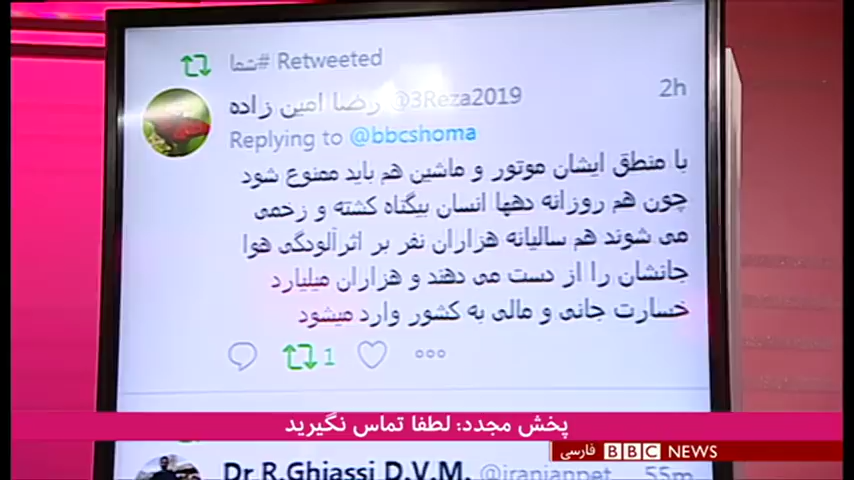 شما# Retweeted
رضا امین زاده @3Reza2019 2h
Replying to @bbcshoma
با منطق ایشان موتور و ماشین هم باید ممنوع شود
چون هم روزانه دهها انسان بیگناه کشته و زخمی
می شوند هم سالیانه هزاران نفر بر اثرآلودگی هوا
جانشان را از دست می دهند و هزاران میلیارد
خسارت جانی و مالی به کشور وارد میشود
1
پخش مجدد: لطفا تماس نگیرید
BBC NEWS فارسی
Dr R.Ghiassi D.V.M. @iranianpet 55m